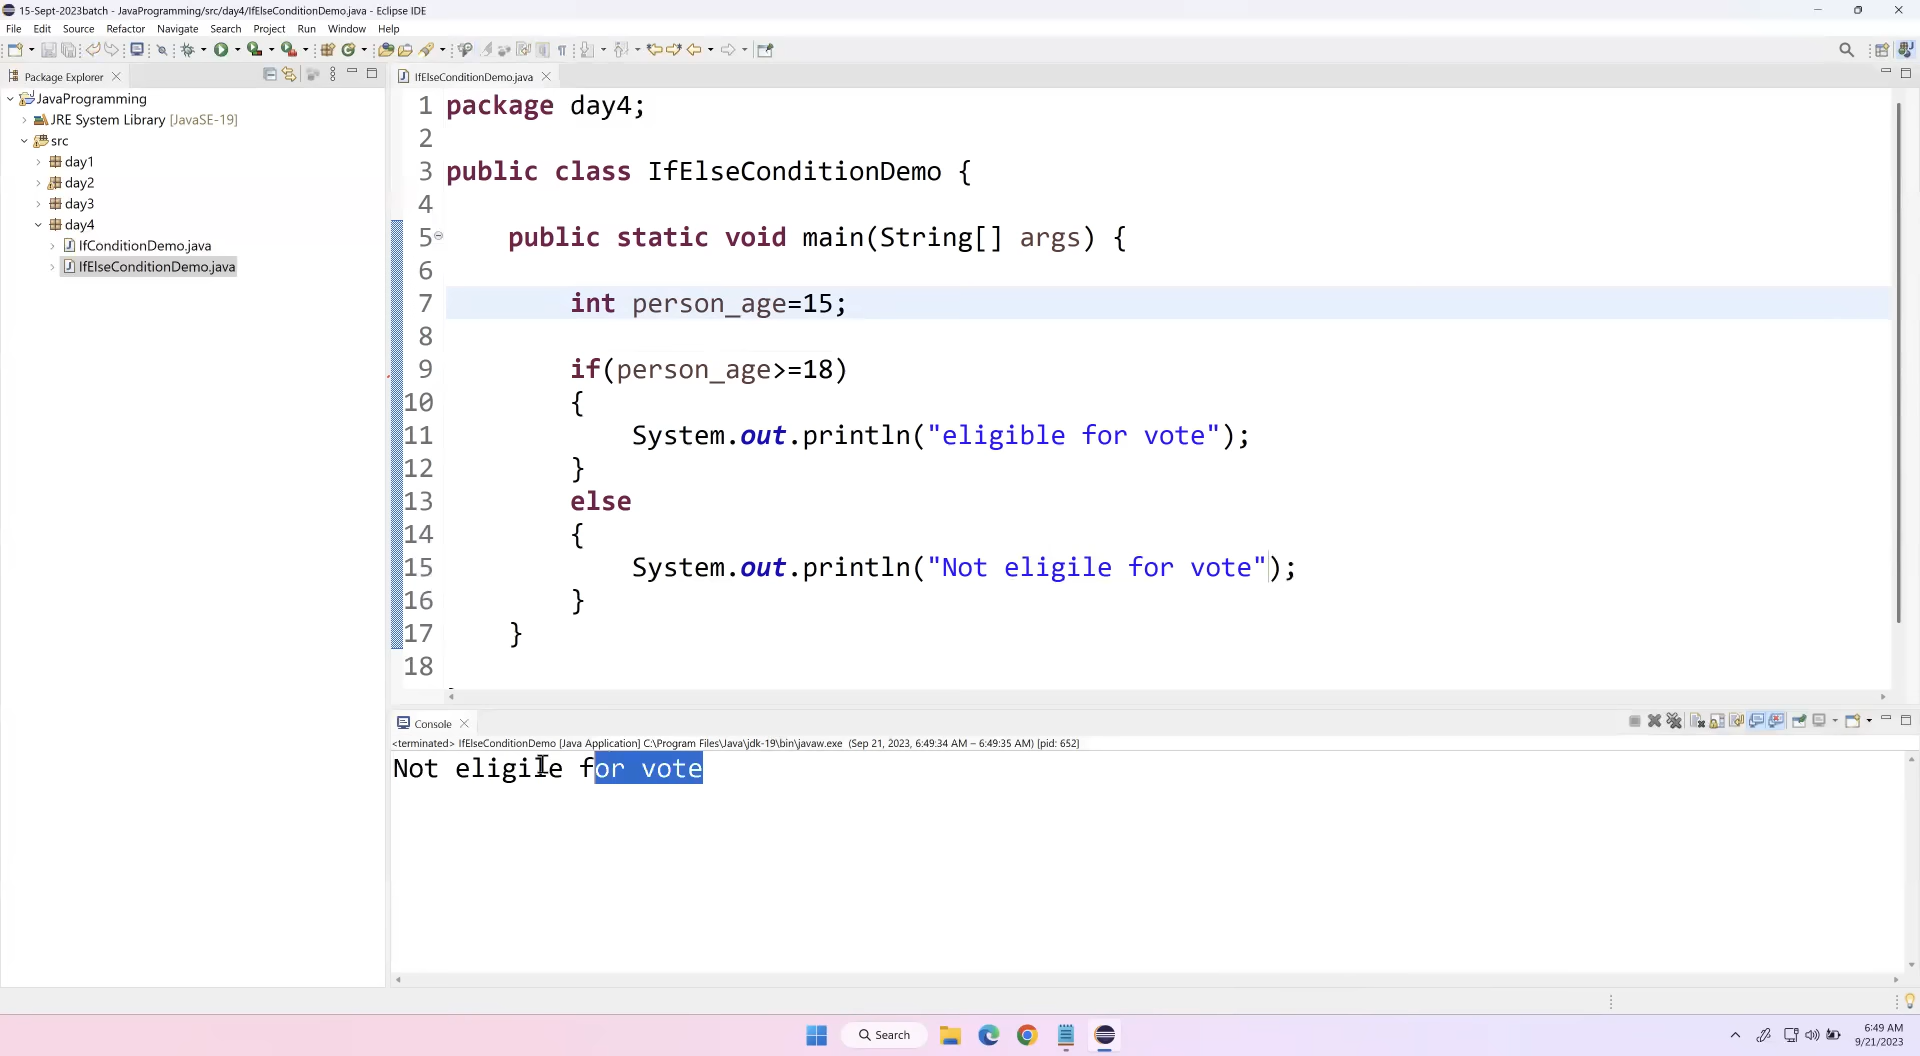 15-Sept-2023batch - JavaProgramming/src/day4/IfElseConditionDemo.java - Eclipse IDE
File Edit Source Refactor Navigate Search Project Run Window Help
Package Explorer
IfElseConditionDemo.java
JavaProgramming
JRE System Library [JavaSE-19]
src
day1
day2
day3
day4
IfConditionDemo.java
IfElseConditionDemo.java
1 package day4;
2
3 public class IfElseConditionDemo {
4
5 public static void main(String[] args) {
6
7 int person_age=15;
8
9 if(person_age>=18)
10 {
11 System.out.println("eligible for vote");
12 }
13 else
14 {
15 System.out.println("Not eligile for vote");
16 }
17 }
18
Console
<terminated> IfElseConditionDemo [Java Application] C:\Program Files\Java\jdk-19\bin\javaw.exe (Sep 21, 2023, 6:49:34 AM – 6:49:35 AM) [pid: 652]
Not eligile for vote
Search
6:49 AM
9/21/2023